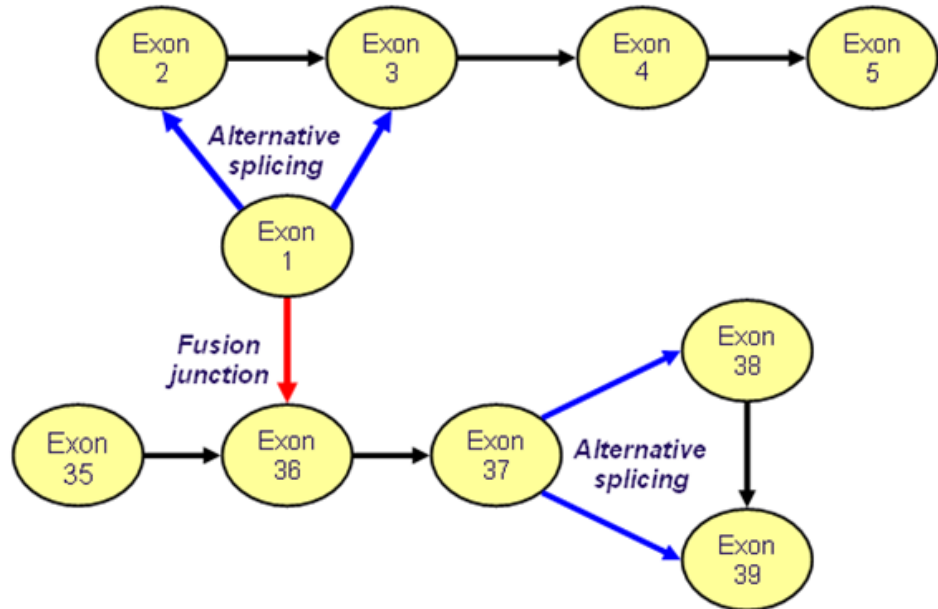 Exon
2
Exon
3
Exon
4
Exon
5
Alternative
splicing
Exon
1
Fusion
junction
Exon
38
Exon
35
Exon
36
Exon
37
Alternative
splicing
Exon
39